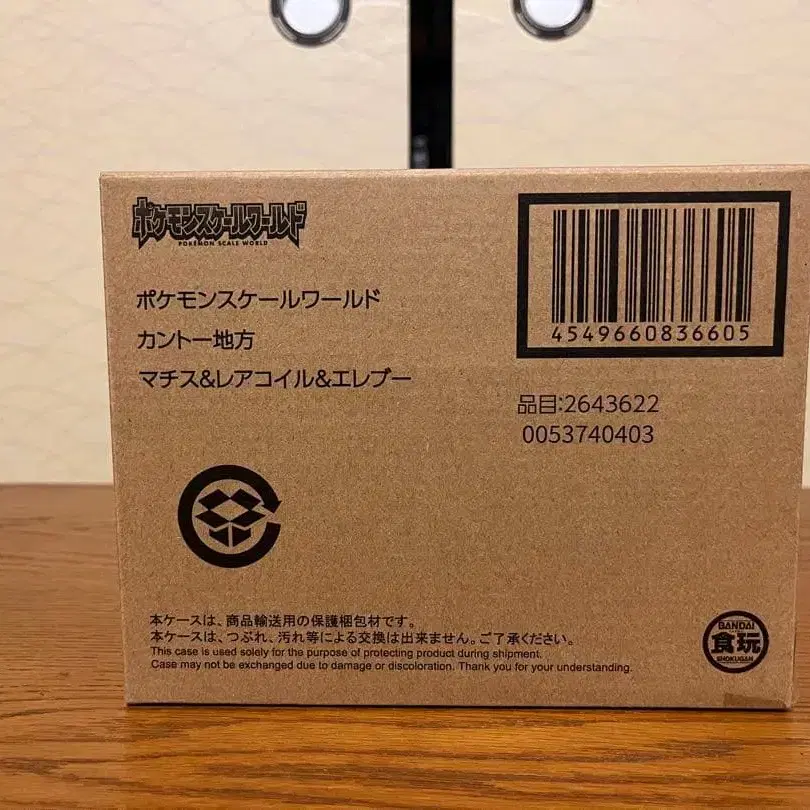 ポケモンスケールワールド
POKÉMON SCALE WORLD
ポケモンスケールワールド
カントー地方
マチス&レアコイル&エレブー
4549660836605
品目:2643622
0053740403
本ケースは、商品輸送用の保護梱包材です。
本ケースは、つぶれ、汚れ等による交換は出来ません。ご了承ください。
This case is used solely for the purpose of protecting product during shipment.
Case may not be exchanged due to damage or discoloration. Thank you for your understanding.
BANDAI
食玩
SHOKUGAN